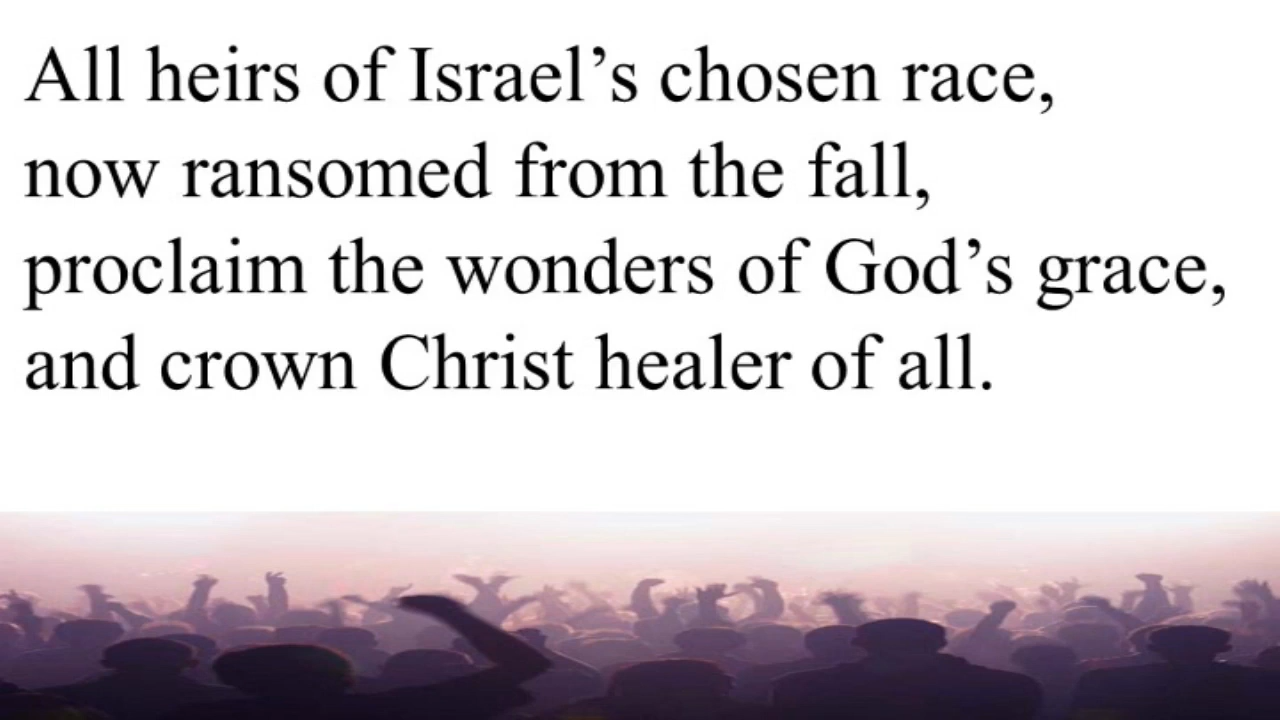 All heirs of Israel’s chosen race,
now ransomed from the fall,
proclaim the wonders of God’s grace,
and crown Christ healer of all.